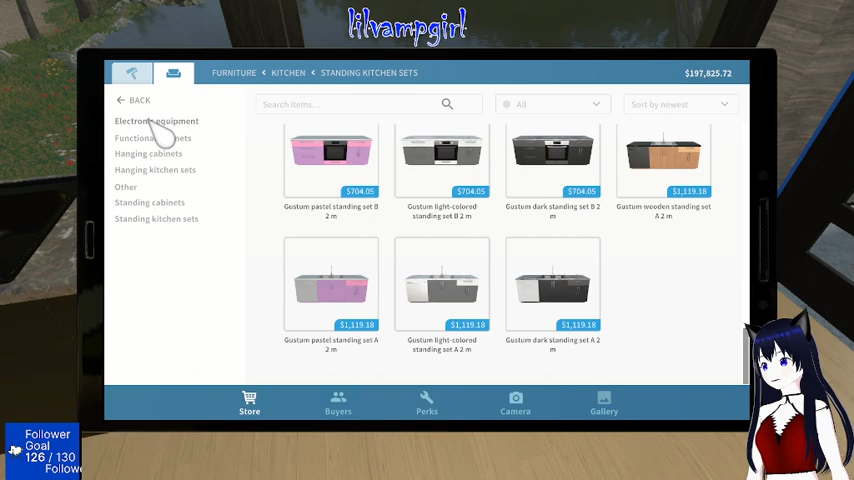 lilvampgirl
FURNITURE < KITCHEN < STANDING KITCHEN SETS
$197,825.72
BACK
Search items...
All
Sort by newest
Electronic equipment
Hanging cabinets
Hanging kitchen sets
Other
Standing cabinets
Standing kitchen sets
$704.05
$704.05
$704.05
$1,119.18
Gustum pastel standing set B
2 m
Gustum light-colored
standing set B 2 m
Gustum dark standing set B 2
m
Gustum wooden standing set
A 2 m
$1,119.18
$1,119.18
$1,119.18
Gustum pastel standing set A
2 m
Gustum light-colored
standing set A 2 m
Gustum dark standing set A 2
m
Store
Buyers
Perks
Camera
Gallery
Follower
Goal
126 / 130
Followe